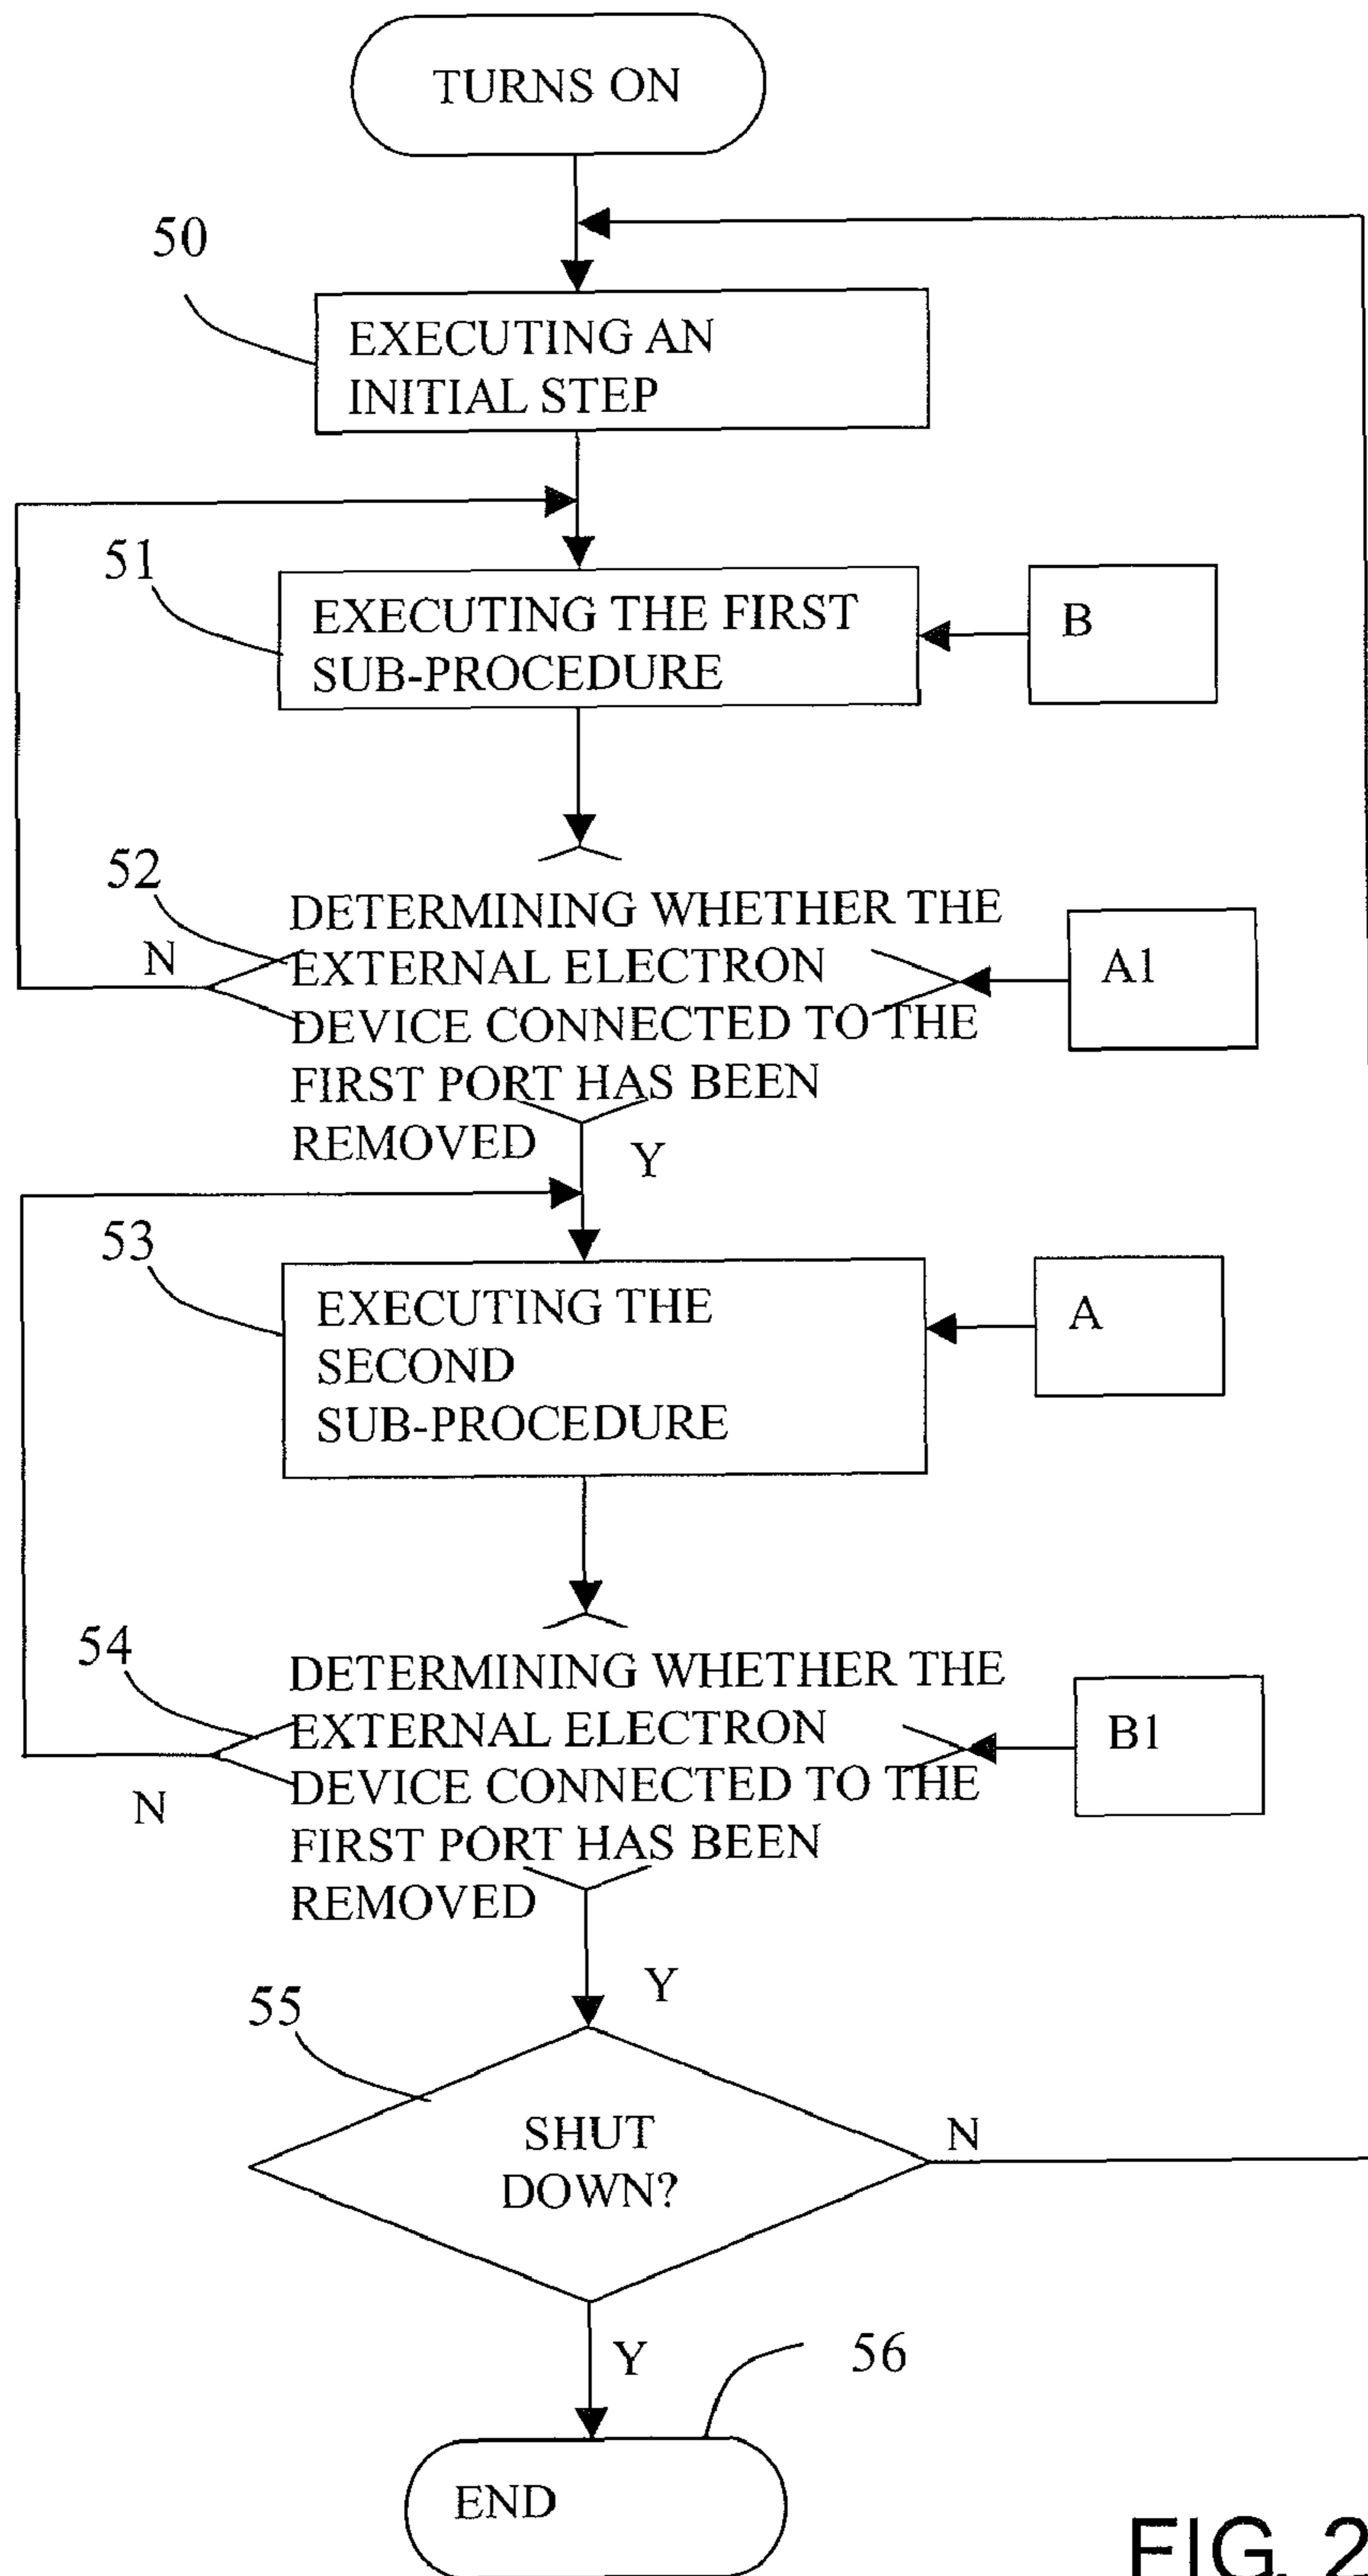 TURNS ON
50
EXECUTING AN
INITIAL STEP
51
EXECUTING THE FIRST
SUB-PROCEDURE
B
52
N
DETERMINING WHETHER THE
EXTERNAL ELECTRON
DEVICE CONNECTED TO THE
FIRST PORT HAS BEEN
REMOVED
A1
Y
53
EXECUTING THE
SECOND
SUB-PROCEDURE
A
54
N
DETERMINING WHETHER THE
EXTERNAL ELECTRON
DEVICE CONNECTED TO THE
FIRST PORT HAS BEEN
REMOVED
B1
Y
55
SHUT
DOWN?
N
Y
56
END
FIG. 2